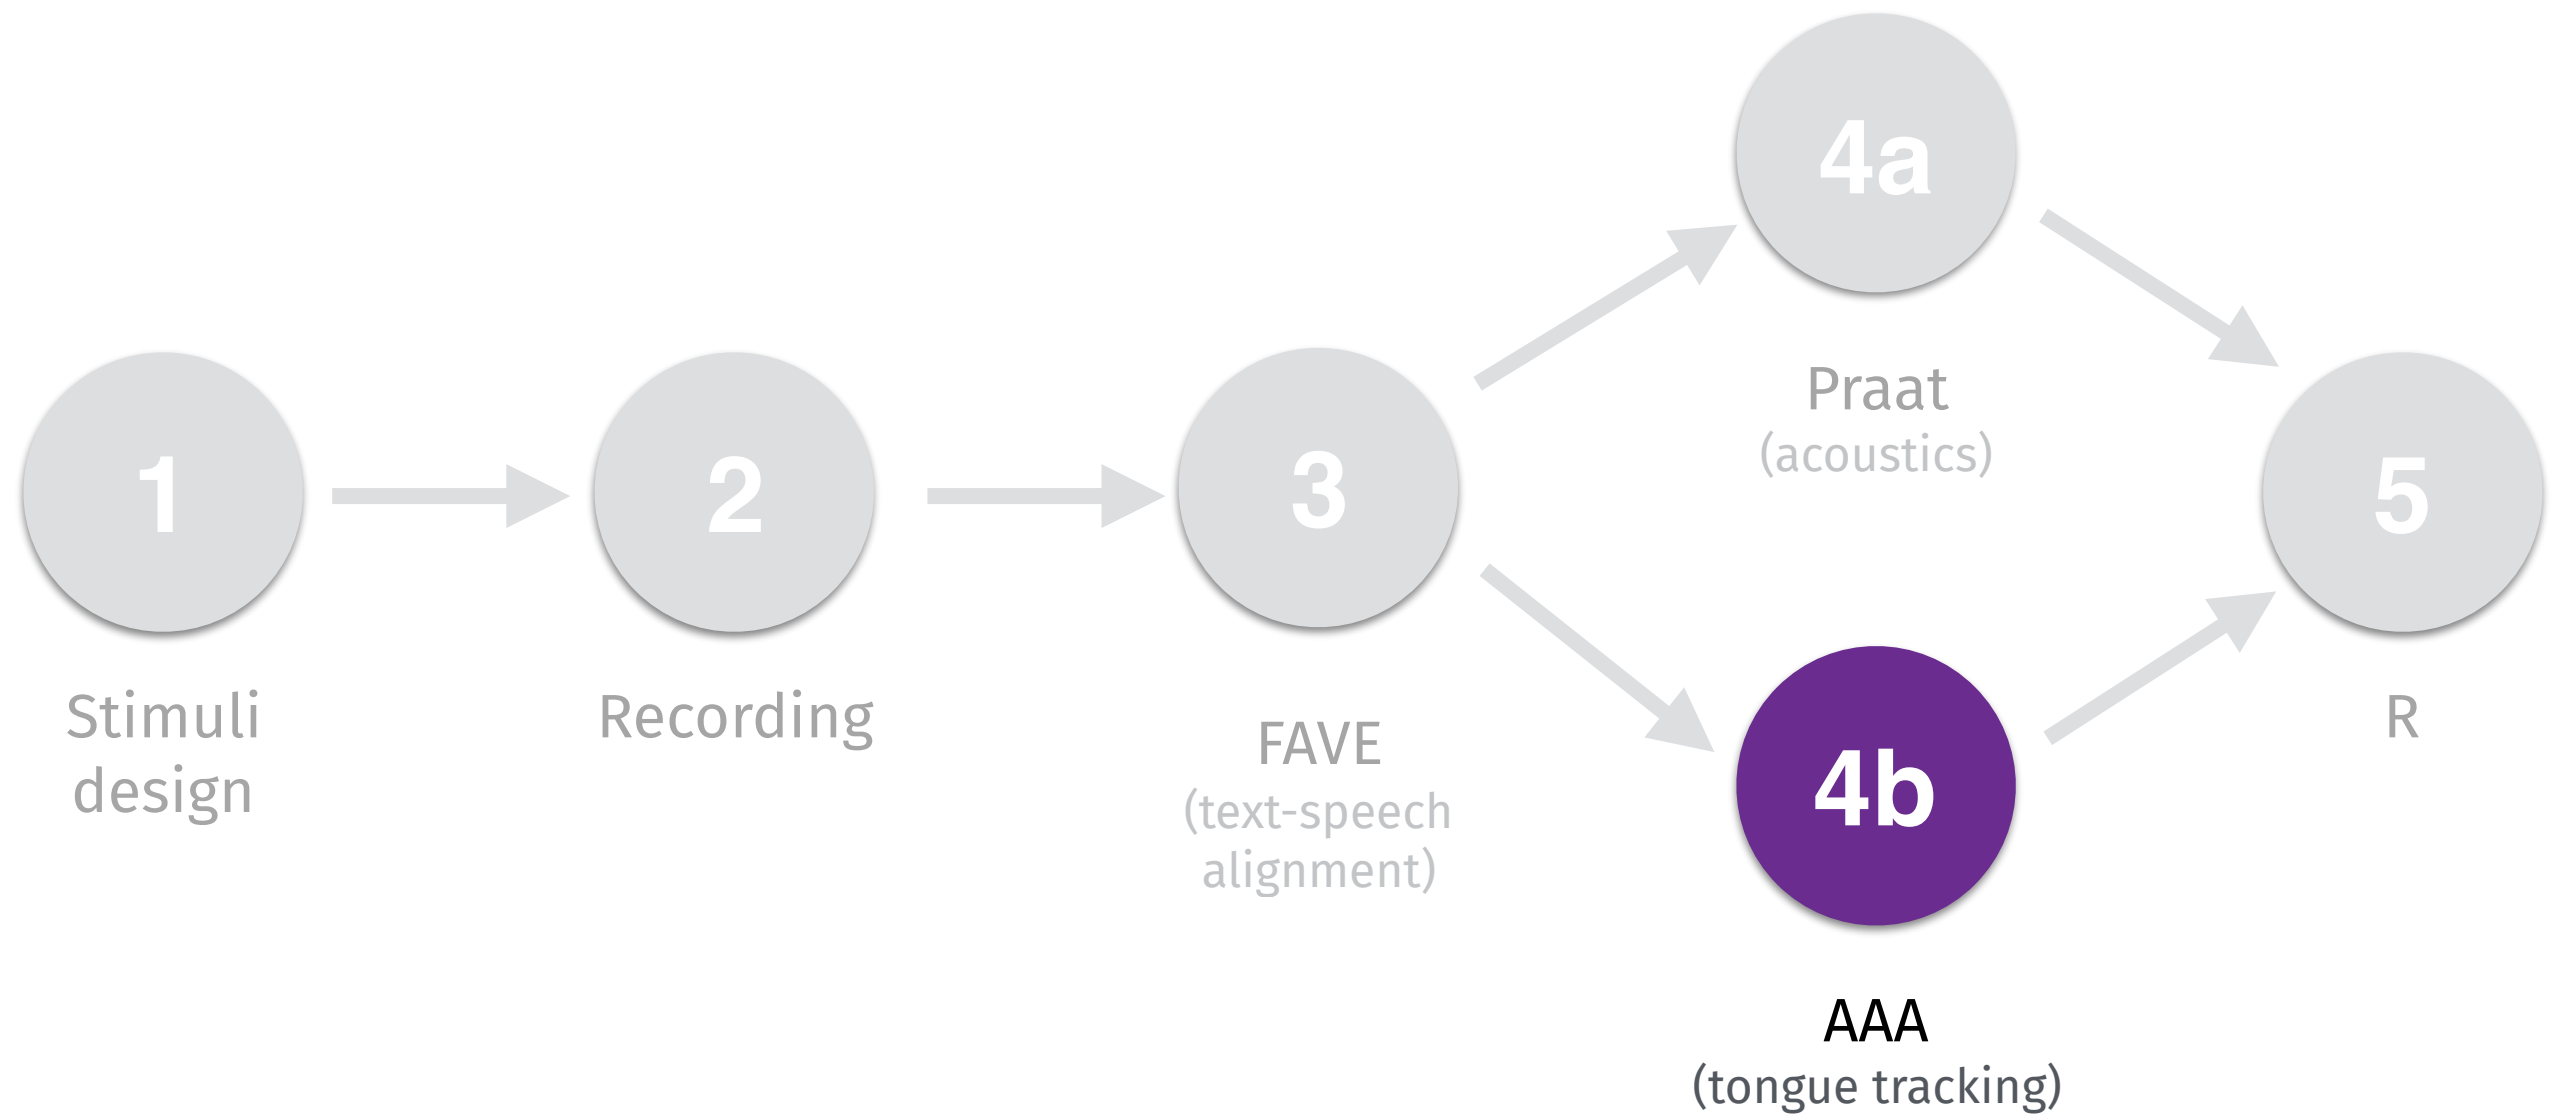 1
Stimuli
design
2
Recording
3
FAVE
(text-speech
alignment)
4a
Praat
(acoustics)
4b
AAA
(tongue tracking)
5
R